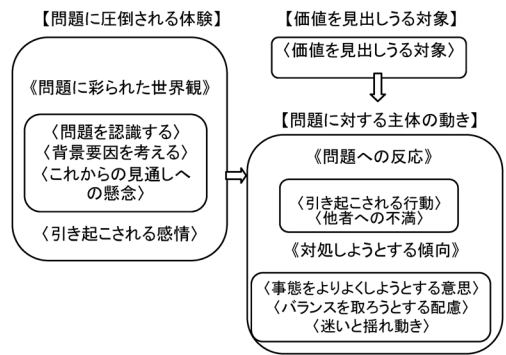 【問題に圧倒される体験】
《問題に彩られた世界観》
〈問題を認識する〉
〈背景要因を考える〉
〈これからの見通しへ
の懸念〉
〈引き起こされる感情〉
【価値を見出しうる対象】
〈価値を見出しうる対象〉
【問題に対する主体の動き】
《問題への反応》
〈引き起こされる行動〉
〈他者への不満〉
《対処しようとする傾向》
〈事態をよりよくしようとする意思〉
〈バランスを取ろうとする配慮〉
〈迷いと揺れ動き〉